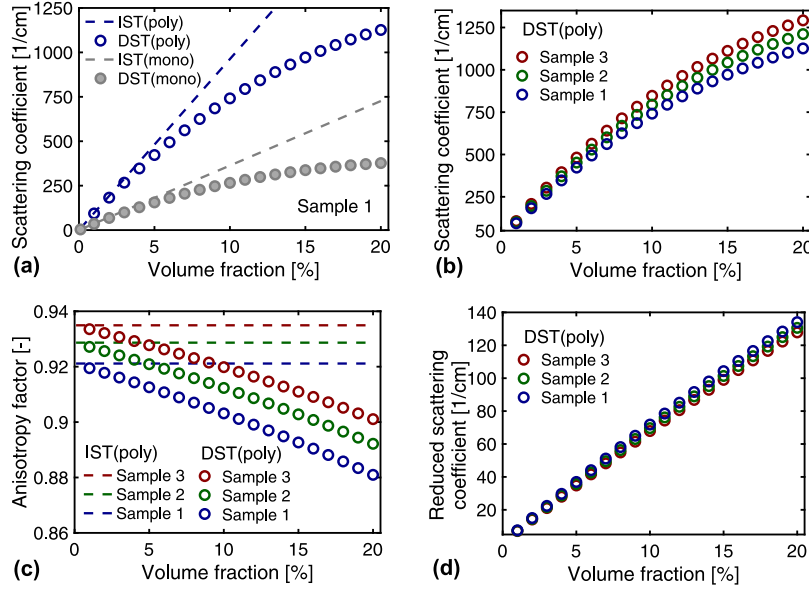 1250
1000
750
500
250
0
0
5
10
15
20
Scattering coefficient [1/cm]
Volume fraction [%]
IST(poly)
DST(poly)
IST(mono)
DST(mono)
Sample 1
(a)
1250
1000
750
500
250
50
0
5
10
15
20
Scattering coefficient [1/cm]
Volume fraction [%]
DST(poly)
Sample 3
Sample 2
Sample 1
(b)
0.94
0.92
0.9
0.88
0.86
0
5
10
15
20
Anisotropy factor [-]
Volume fraction [%]
IST(poly) DST(poly)
Sample 3 Sample 3
Sample 2 Sample 2
Sample 1 Sample 1
(c)
140
120
100
80
60
40
20
0
5
10
15
20
Reduced scattering
coefficient [1/cm]
Volume fraction [%]
DST(poly)
Sample 3
Sample 2
Sample 1
(d)